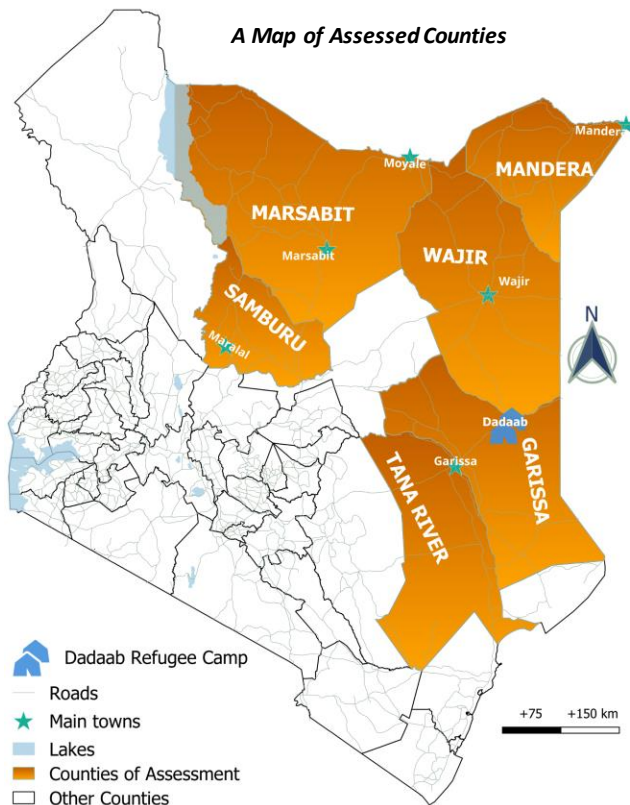 A Map of Assessed Counties
Mandera
MANDERA
Moyale
MARSABIT
Marsabit
WAJIR
Wajir
SAMBURU
Maralal
N
Dadaab
GARISSA
Garissa
TANA RIVER
Dadaab Refugee Camp
Roads
Main towns
Lakes
Counties of Assessment
Other Counties
+75 +150 km